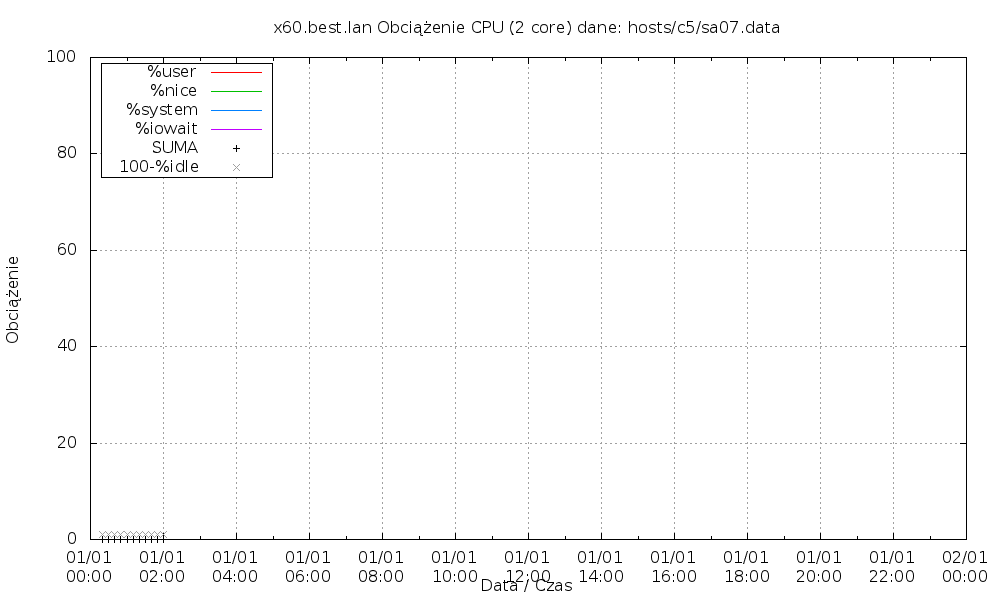 x60.best.lan Obciążenie CPU (2 core) dane: hosts/c5/sa07.data
100
80
60
40
20
0
%user
%nice
%system
%iowait
SUMA
100-%idle
Obciążenie
01/01 01/01 01/01 01/01 01/01 01/01 01/01 01/01 01/01 01/01 01/01 01/01 02/01
00:00 02:00 04:00 06:00 08:00 10:00 12:00 14:00 16:00 18:00 20:00 22:00 00:00
Data / Czas